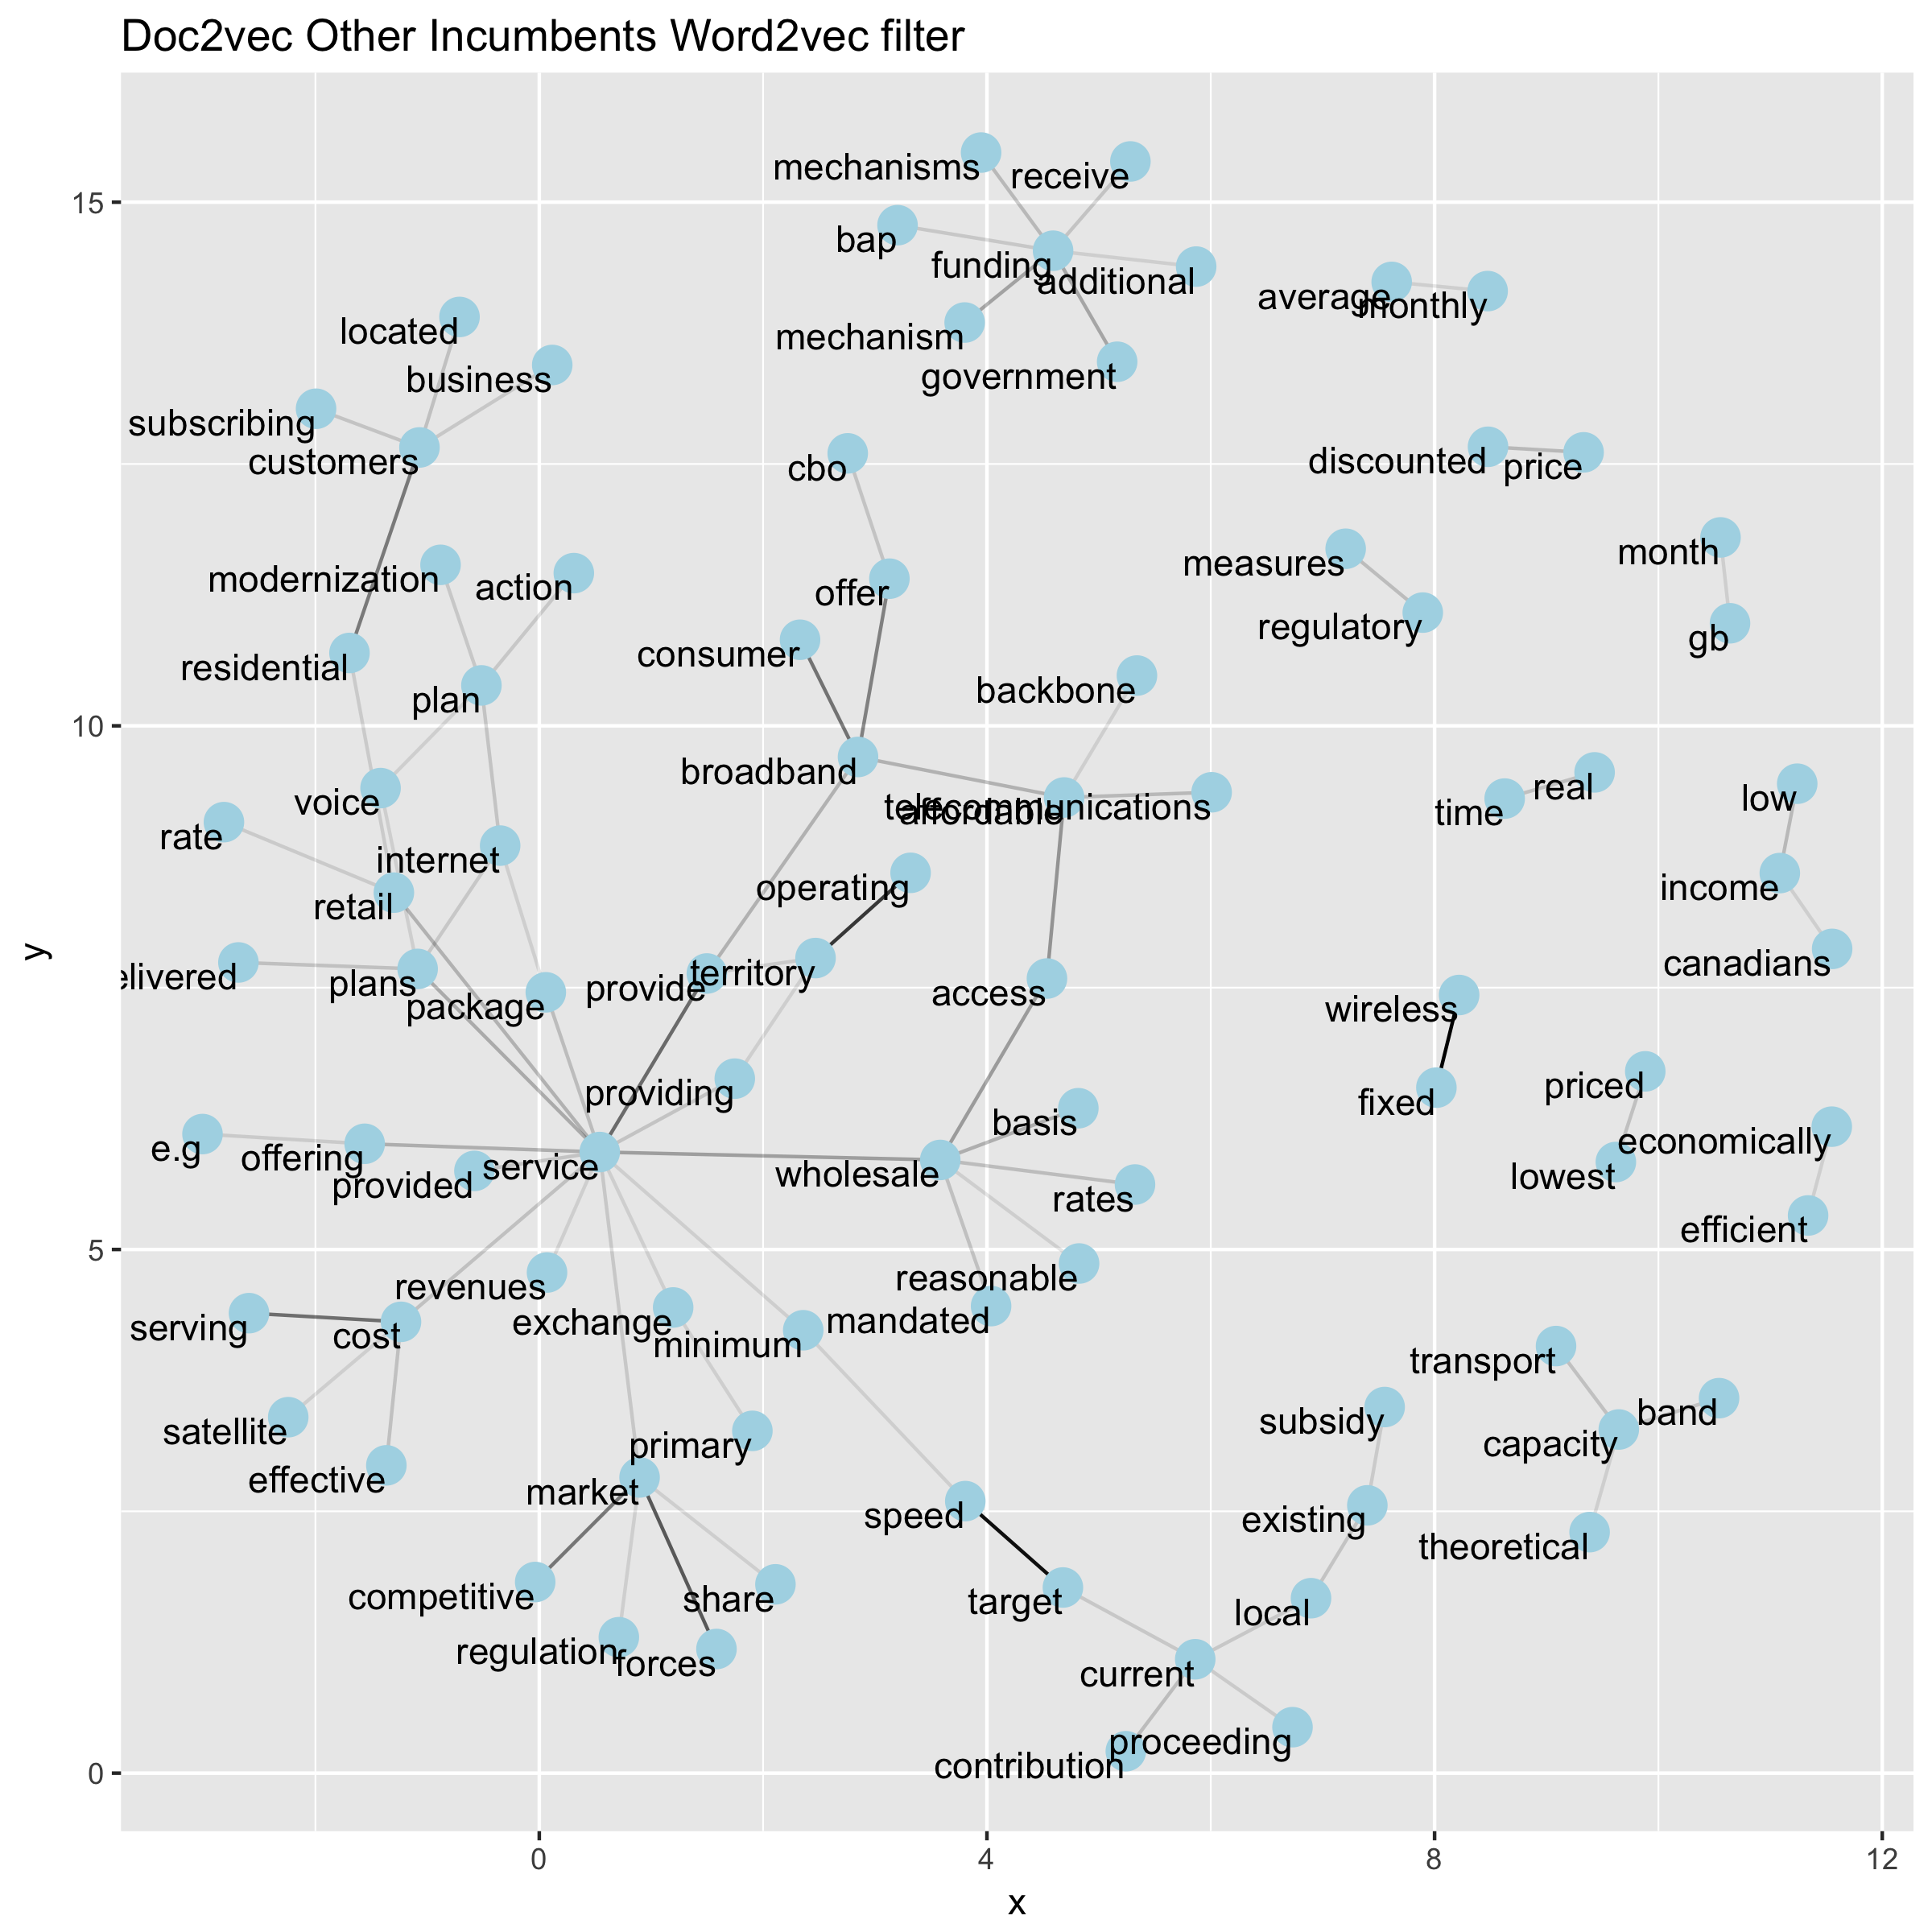 Doc2vec Other Incumbents Word2vec filter
mechanisms
receive
15
bap
funding
additional
average
monthly
located
mechanism
business
government
subscribing
customers
cbo
discounted
price
month
measures
modernization
action
offer
regulatory
gb
consumer
residential
backbone
plan
10
broadband
real
low
voice
telecommunications
affordable
time
rate
internet
operating
income
retail
y
canadians
elivered
territory
plans
provide
access
package
wireless
priced
providing
fixed
basis
economically
e.g
offering
service
wholesale
lowest
provided
rates
efficient
5
reasonable
revenues
mandated
exchange
serving
cost
minimum
transport
band
subsidy
satellite
primary
capacity
effective
market
speed
existing
theoretical
competitive
share
target
local
regulation
forces
current
proceeding
contribution
0
0
4
8
12
x